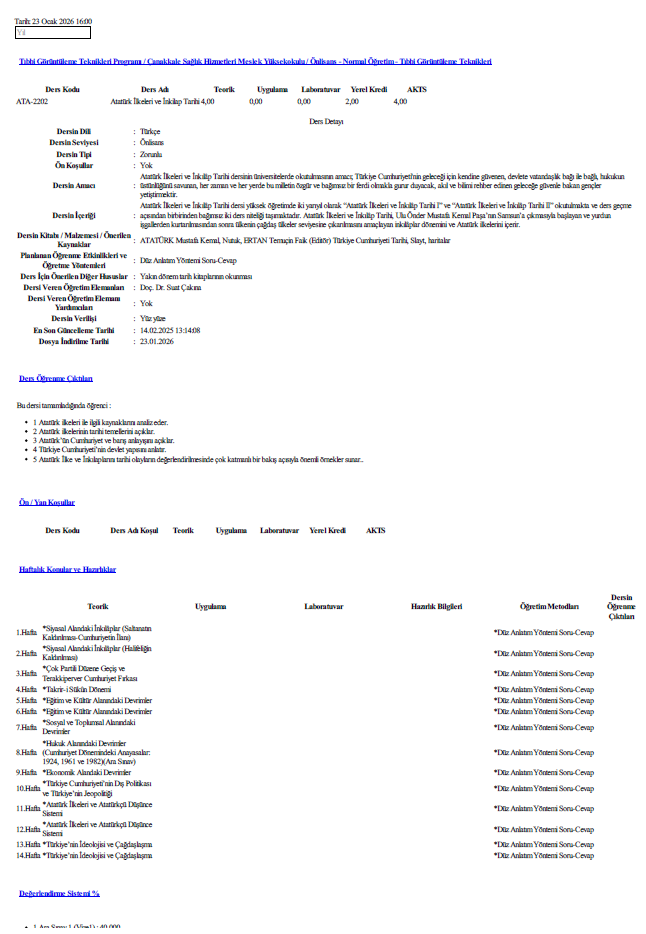 Tarih: 23 Ocak 2026 16:00
Yıl
Tıbbi Görüntüleme Teknikleri Programı / Çanakkale Sağlık Hizmetleri Meslek Yüksekokulu / Önlisans - Normal Öğretim - Tıbbi Görüntüleme Teknikleri
Ders Kodu Ders Adı Teorik Uygulama Laboratuvar Yerel Kredi AKTS
ATA-2202 Atatürk İlkeleri ve İnkilap Tarihi 4,00 0,00 0,00 2,00 4,00
Ders Detayı
Dersin Dili : Türkçe
Dersin Seviyesi : Önlisans
Dersin Tipi : Zorunlu
Ön Koşullar : Yok
Dersin Amacı : Atatürk İlkeleri ve İnkılâp Tarihi dersinin üniversitelerde okutulmasının amacı; Türkiye Cumhuriyeti'nin geleceği için kendine güvenen, devlete vatandaşlık bağı ile bağlı, hukukun
üstünlüğünü savunan, her zaman ve her yerde bu milletin özgür ve bağımsız bir ferdi olmakla gurur duyacak, akıl ve bilimi rehber edinen geleceğe güvenle bakan gençler
yetiştirmektir.
Dersin İçeriği : Atatürk İlkeleri ve İnkılâp Tarihi dersi yüksek öğretimde iki yarıyıl olarak “Atatürk İlkeleri ve İnkılâp Tarihi I” ve “Atatürk İlkeleri ve İnkılâp Tarihi II” okutulmakta ve ders geçme
açısından birbirinden bağımsız iki ders niteliği taşımaktadır. Atatürk İlkeleri ve İnkılâp Tarihi, Ulu Önder Mustafa Kemal Paşa’nın Samsun’a çıkmasıyla başlayan ve yurdun
işgallerden kurtarılmasından sonra ülkenin çağdaş ülkeler seviyesine çıkarılmasını amaçlayan inkılâplar dönemini ve Atatürk ilkelerini içerir.
Dersin Kitabı / Malzemesi / Önerilen
Kaynaklar : ATATÜRK Mustafa Kemal, Nutuk, ERTAN Temuçin Faik (Editör) Türkiye Cumhuriyeti Tarihi, Slayt, haritalar
Planlanan Öğrenme Etkinlikleri ve
Öğretme Yöntemleri : Düz Anlatım Yöntemi Soru-Cevap
Ders İçin Önerilen Diğer Hususlar : Yakın dönem tarih kitaplarının okunması
Dersi Veren Öğretim Elemanları : Doç. Dr. Suat Çakına
Dersi Veren Öğretim Elemanı
Yardımcıları : Yok
Dersin Verilişi : Yüz yüze
En Son Güncelleme Tarihi : 14.02.2025 13:14:08
Dosya İndirilme Tarihi : 23.01.2026
Ders Öğrenme Çıktıları
Bu dersi tamamladığında öğrenci :
• 1 Atatürk ilkeleri ile ilgili kaynaklarını analiz eder.
• 2 Atatürk ilkelerinin tarihi temellerini açıklar.
• 3 Atatürk’ün Cumhuriyet ve barış anlayışını açıklar.
• 4 Türkiye Cumhuriyeti’nin devlet yapısını anlatır.
• 5 Atatürk İlke ve İnkılaplarını tarihi olayların değerlendirilmesinde çok katmanlı bir bakış açısıyla önemli örnekler sunar..
Ön / Yan Koşullar
Ders Kodu Ders Adı Koşul Teorik Uygulama Laboratuvar Yerel Kredi AKTS
Haftalık Konular ve Hazırlıklar
Teorik Uygulama Laboratuvar Hazırlık Bilgileri Öğretim Metodları Dersin
Öğrenme
Çıktıları
1.Hafta *Siyasal Alandaki İnkılâplar (Saltanatın
Kaldırılması-Cumhuriyetin İlanı) *Düz Anlatım Yöntemi Soru-Cevap
2.Hafta *Siyasal Alandaki İnkılâplar (Halifeliğin
Kaldırılması) *Düz Anlatım Yöntemi Soru-Cevap
3.Hafta *Çok Partili Düzene Geçiş ve
Terakkiperver Cumhuriyet Fırkası *Düz Anlatım Yöntemi Soru-Cevap
4.Hafta *Takrir-i Sükûn Dönemi *Düz Anlatım Yöntemi Soru-Cevap
5.Hafta *Eğitim ve Kültür Alanındaki Devrimler *Düz Anlatım Yöntemi Soru-Cevap
6.Hafta *Eğitim ve Kültür Alanındaki Devrimler *Düz Anlatım Yöntemi Soru-Cevap
7.Hafta *Sosyal ve Toplumsal Alanındaki
Devrimler *Düz Anlatım Yöntemi Soru-Cevap
8.Hafta *Hukuk Alanındaki Devrimler
(Cumhuriyet Dönemindeki Anayasalar:
1924, 1961 ve 1982)(Ara Sınav) *Düz Anlatım Yöntemi Soru-Cevap
9.Hafta *Ekonomik Alandaki Devrimler *Düz Anlatım Yöntemi Soru-Cevap
10.Hafta *Türkiye Cumhuriyeti’nin Dış Politikası
ve Türkiye’nin Jeopolitiği *Düz Anlatım Yöntemi Soru-Cevap
11.Hafta *Atatürk İlkeleri ve Atatürkçü Düşünce
Sistemi *Düz Anlatım Yöntemi Soru-Cevap
12.Hafta *Atatürk İlkeleri ve Atatürkçü Düşünce
Sistemi *Düz Anlatım Yöntemi Soru-Cevap
13.Hafta *Türkiye’nin İdeolojisi ve Çağdaşlaşma *Düz Anlatım Yöntemi Soru-Cevap
14.Hafta *Türkiye’nin İdeolojisi ve Çağdaşlaşma *Düz Anlatım Yöntemi Soru-Cevap
Değerlendirme Sistemi %
• 1 Ara Sınav 1 (Vize1) : 40.000